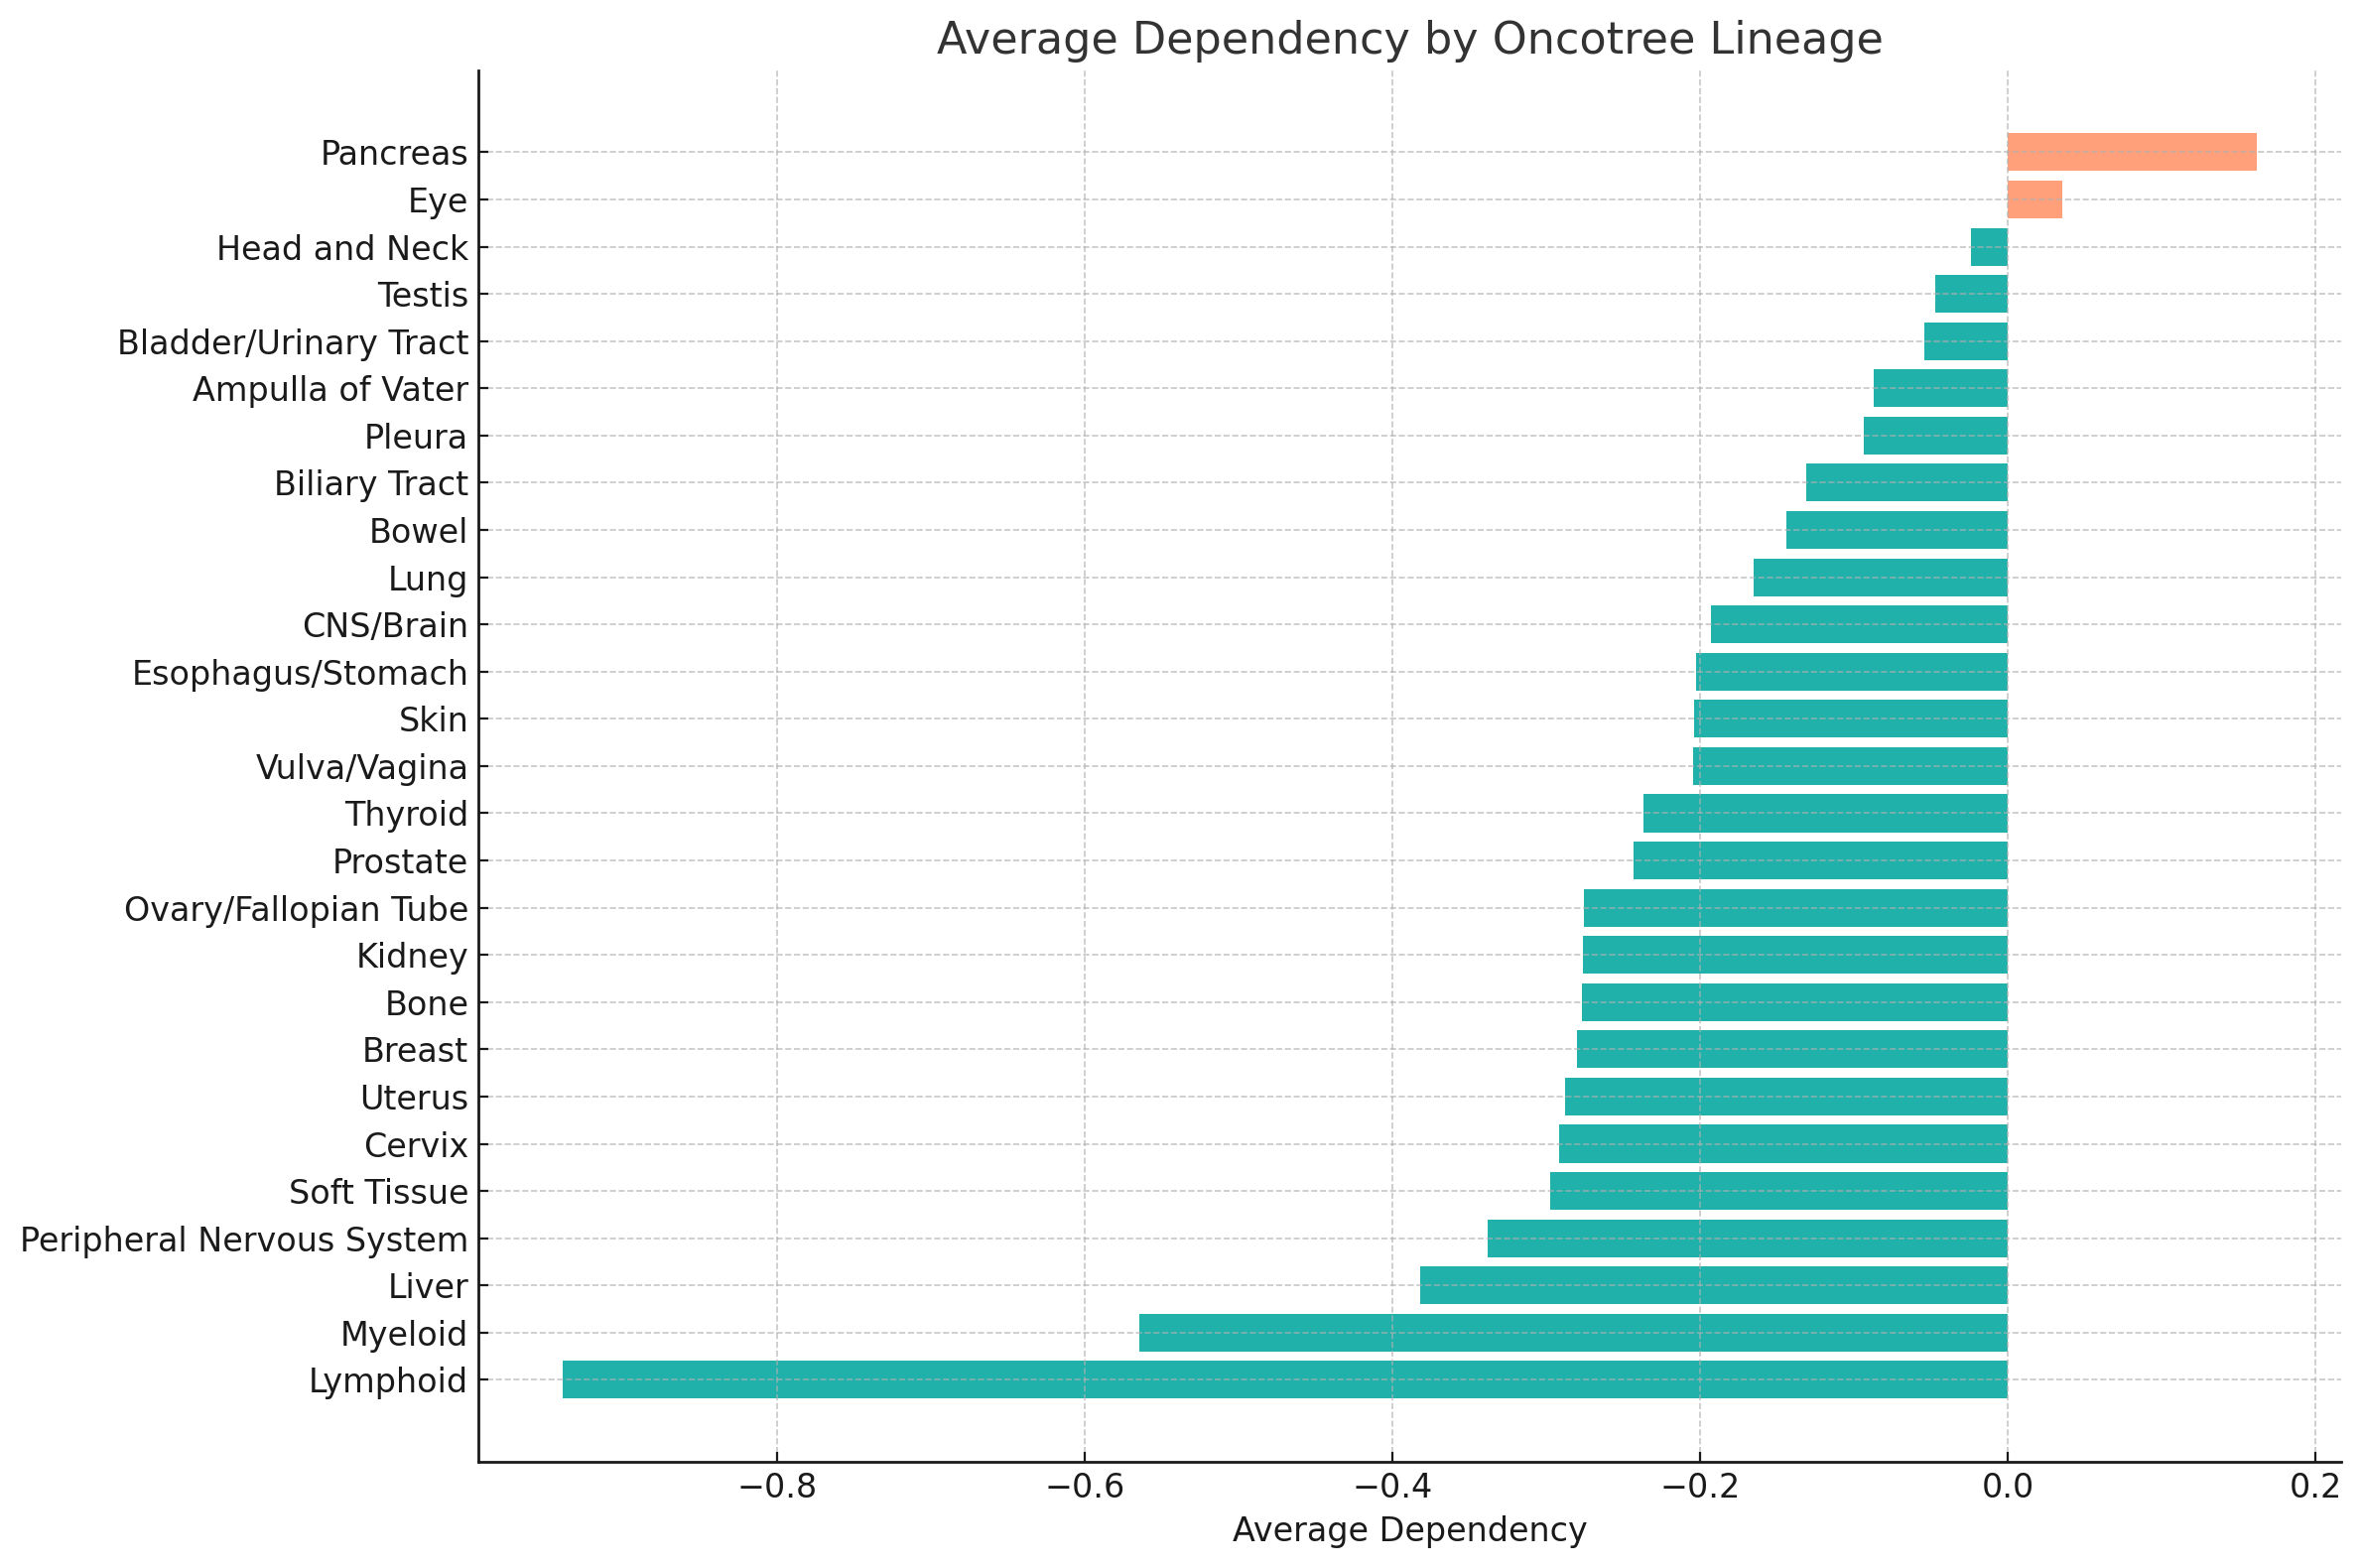 Average Dependency by Oncotree Lineage
Pancreas
Eye
Head and Neck
Testis
Bladder/Urinary Tract
Ampulla of Vater
Pleura
Biliary Tract
Bowel
Lung
CNS/Brain
Esophagus/Stomach
Skin
Vulva/Vagina
Thyroid
Prostate
Ovary/Fallopian Tube
Kidney
Bone
Breast
Uterus
Cervix
Soft Tissue
Peripheral Nervous System
Liver
Myeloid
Lymphoid
−0.8 −0.6 −0.4 −0.2 0.0 0.2
Average Dependency